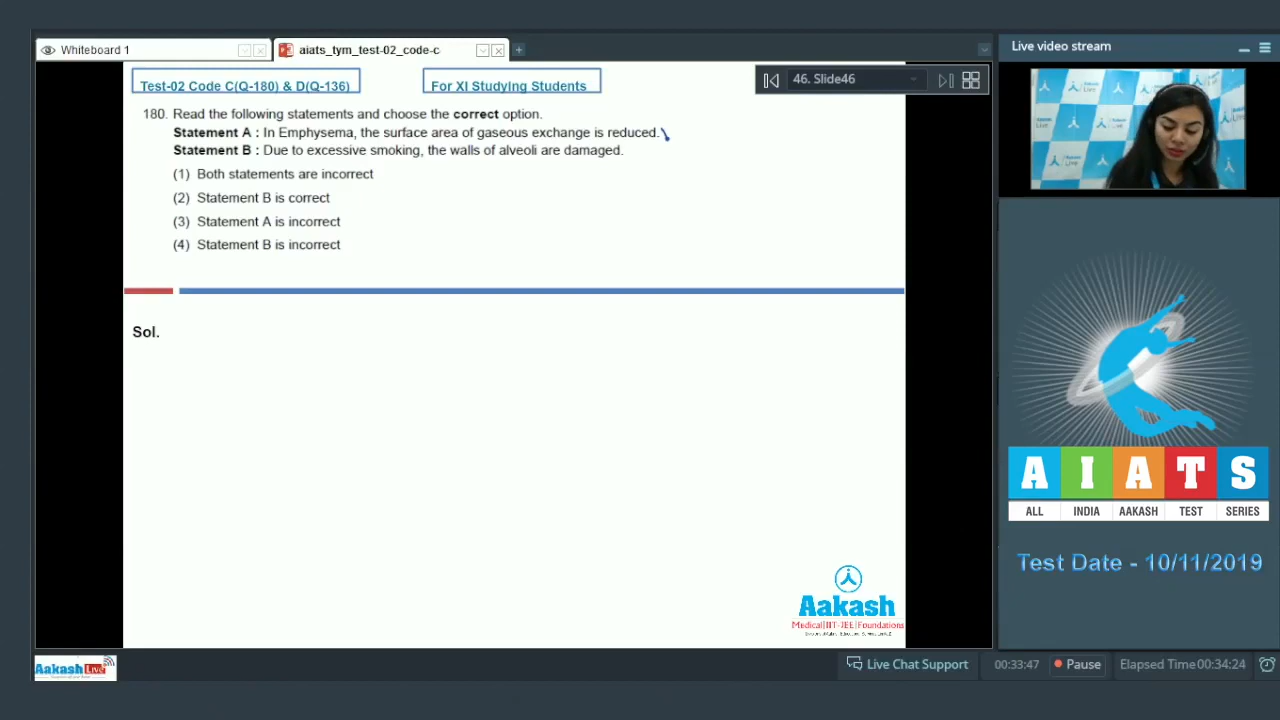 Whiteboard 1
aiats_tym_test-02_code-c
Live video stream
Test-02 Code C(Q-180) & D(Q-136)
For XI Studying Students
46. Slide46
180. Read the following statements and choose the correct option.
Statement A : In Emphysema, the surface area of gaseous exchange is reduced.
Statement B : Due to excessive smoking, the walls of alveoli are damaged.
(1) Both statements are incorrect
(2) Statement B is correct
(3) Statement A is incorrect
(4) Statement B is incorrect
Sol.
A I A T S
ALL INDIA AAKASH TEST SERIES
Test Date - 10/11/2019
Aakash
Medical|IIT-JEE|Foundations
Aakash Live
Live Chat Support
00:33:47
Pause
Elapsed Time 00:34:24